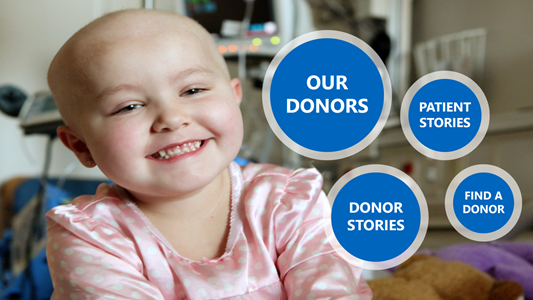 OUR
DONORS
PATIENT
STORIES
DONOR
STORIES
FIND A
DONOR